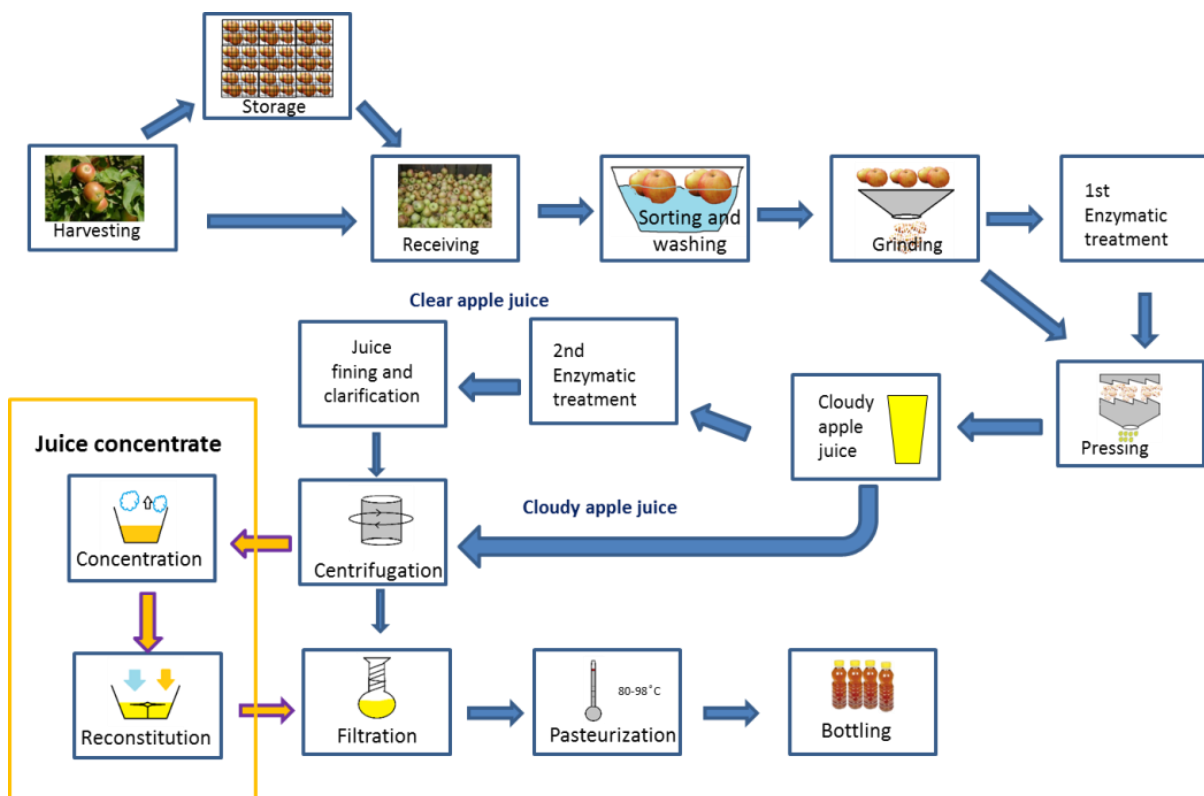 Storage
Harvesting
Receiving
Sorting and
washing
Grinding
1st
Enzymatic
treatment
Clear apple juice
Juice
fining and
clarification
2nd
Enzymatic
treatment
Cloudy
apple
juice
Pressing
Juice concentrate
Cloudy apple juice
Concentration
Centrifugation
Reconstitution
Filtration
80-98˚C
Pasteurization
Bottling